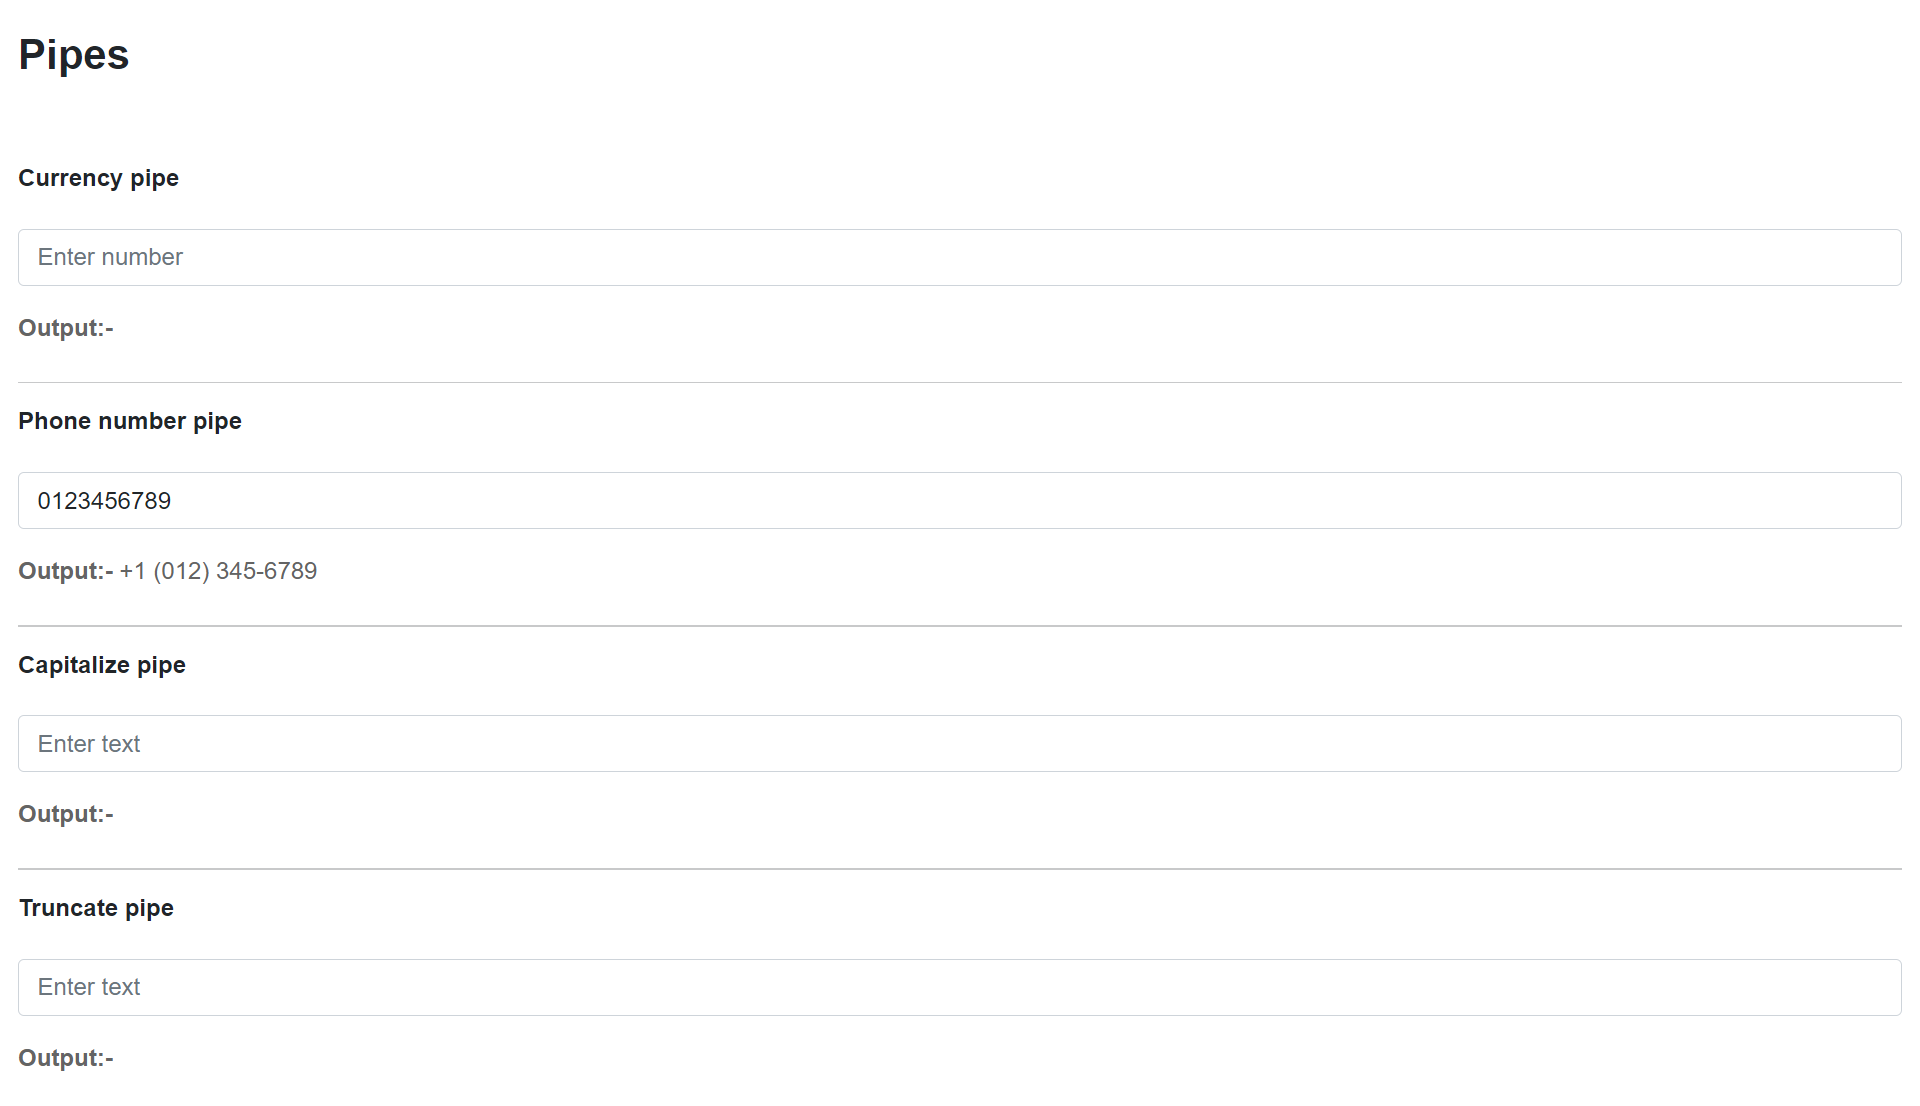 Pipes
Currency pipe
Enter number
Output:-
Phone number pipe
0123456789
Output:- +1 (012) 345-6789
Capitalize pipe
Enter text
Output:-
Truncate pipe
Enter text
Output:-